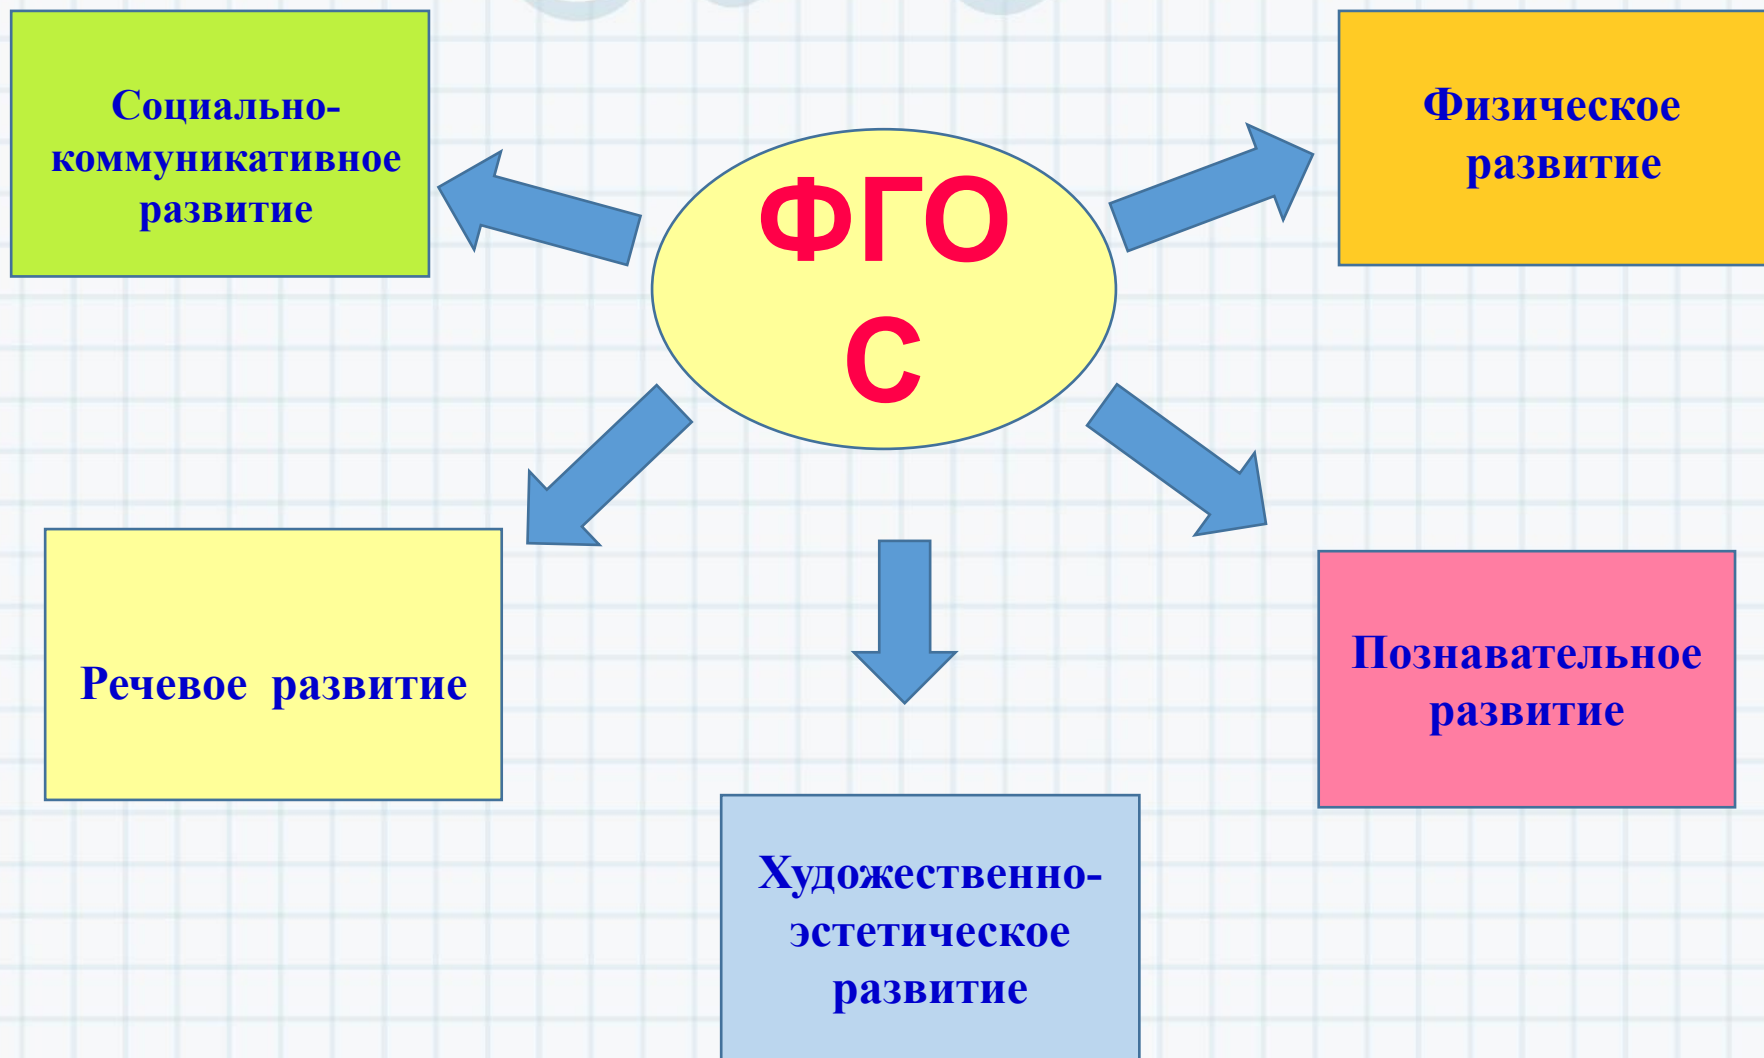 Социально-
коммуникативное
развитие
ФГО
С
Физическое
развитие
Речевое развитие
Познавательное
развитие
Художественно-
эстетическое
развитие